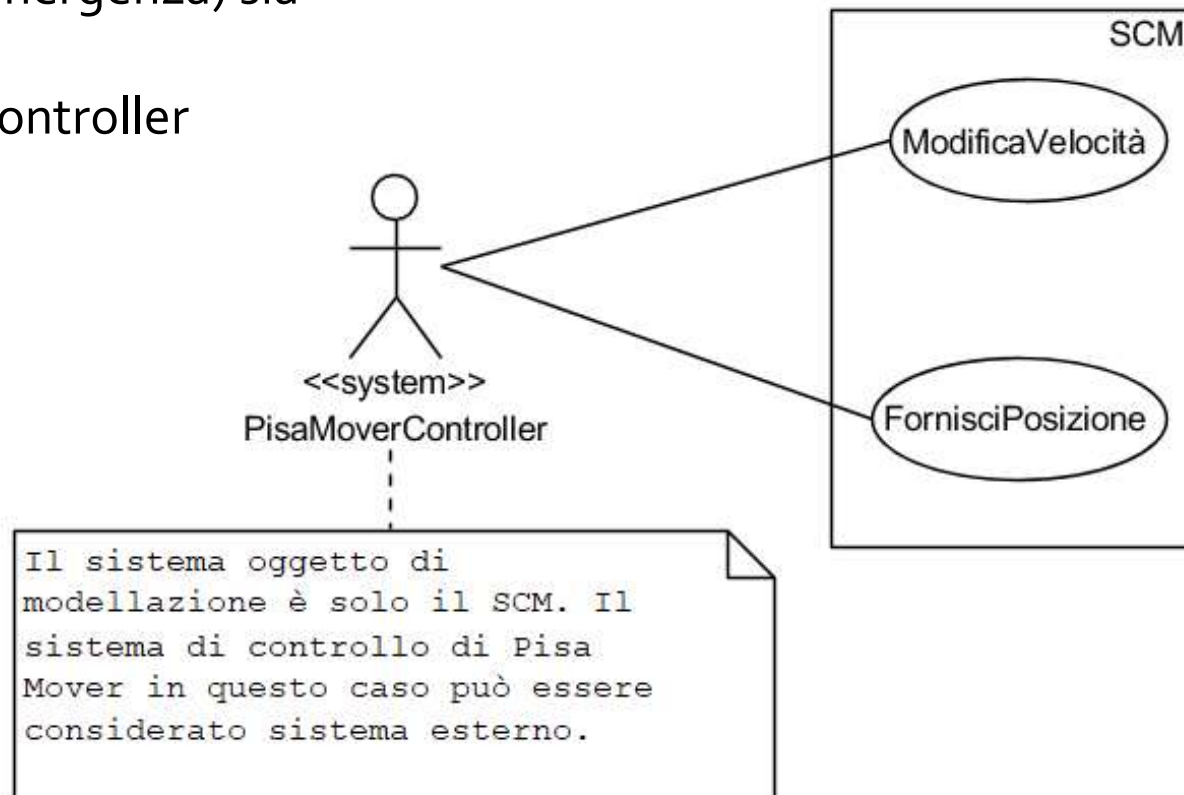 sia
ontroller
SCM
ModificaVelocità
FornisciPosizione
<<system>>
PisaMoverController
Il sistema oggetto di
modellazione è solo il SCM. Il
sistema di controllo di Pisa
Mover in questo caso può essere
considerato sistema esterno.